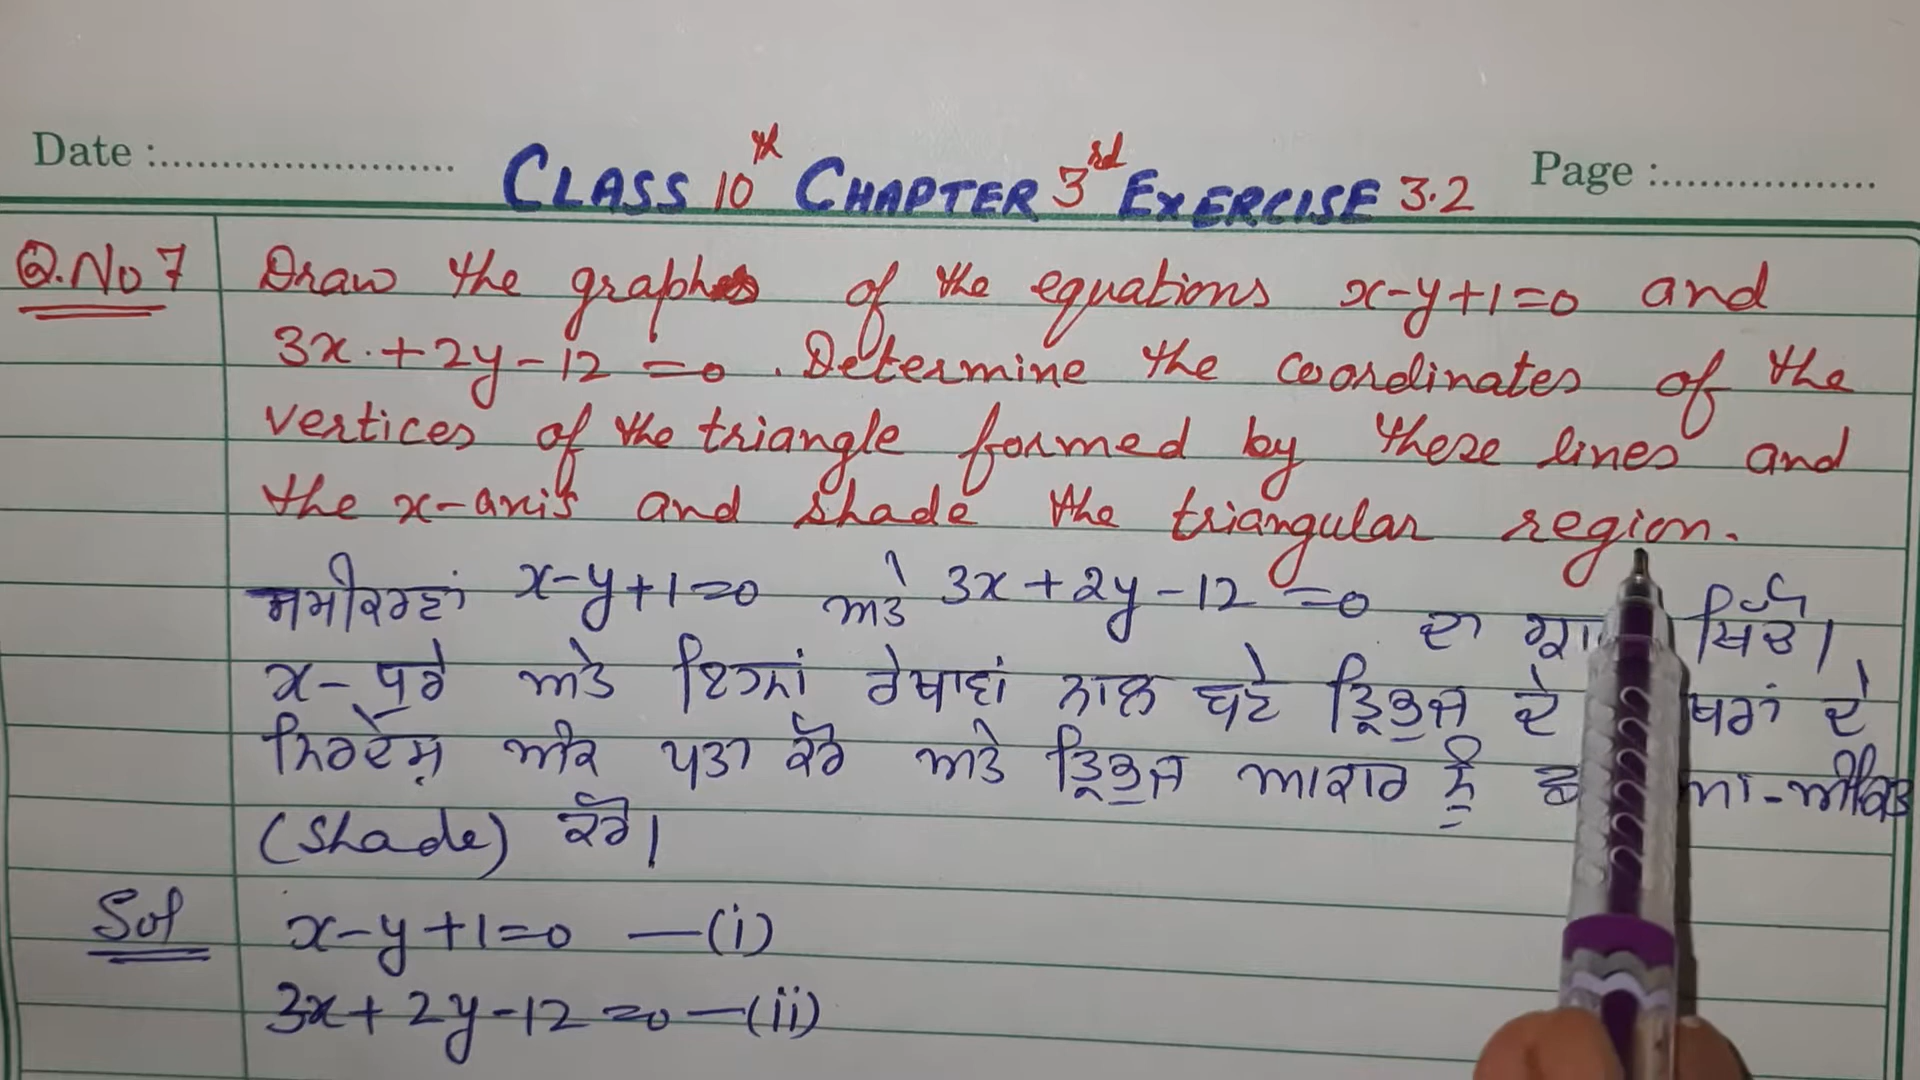 Date :........................ CLASS 10th CHAPTER 3rd EXERCISE 3.2 Page :.................
Q.No 7 Draw the graphs of the equations x-y+1=0 and
3x+2y-12=0. Determine the coordinates of the
vertices of the triangle formed by these lines and
the x-axis and shade the triangular region.
ਸਮੀਕਰਣਾਂ x-y+1=0 ਅਤੇ 3x+2y-12=0 ਦਾ ਖਿੱਚੋ।
x-ਧੁਰੇ ਅਤੇ ਇਹਨਾਂ ਰੇਖਾਵਾਂ ਨਾਲ ਬਣੇ ਤ੍ਰਿਭੁਜ ਦੇ ਦੇ
ਨਿਰਦੇਸ਼ ਅੰਕ ਪਤਾ ਕਰੋ ਅਤੇ ਤ੍ਰਿਭੁਜ ਆਕਾਰ ਨੂੰ
(Shade) ਕਰੋ।
Sol x-y+1=0 —(i)
3x+2y-12=0 —(ii)